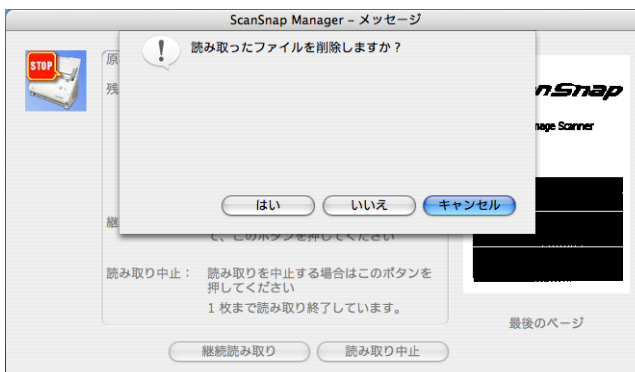 ScanSnap Manager – メッセージ
読み取ったファイルを削除しますか？
はい
いいえ
キャンセル
STOP
原
残
継
て、このボタンを押してください
読み取り中止：
読み取りを中止する場合はこのボタンを
押してください
1 枚まで読み取り終了しています。
継続読み取り
読み取り中止
nSnap
mage Scanner
最後のページ